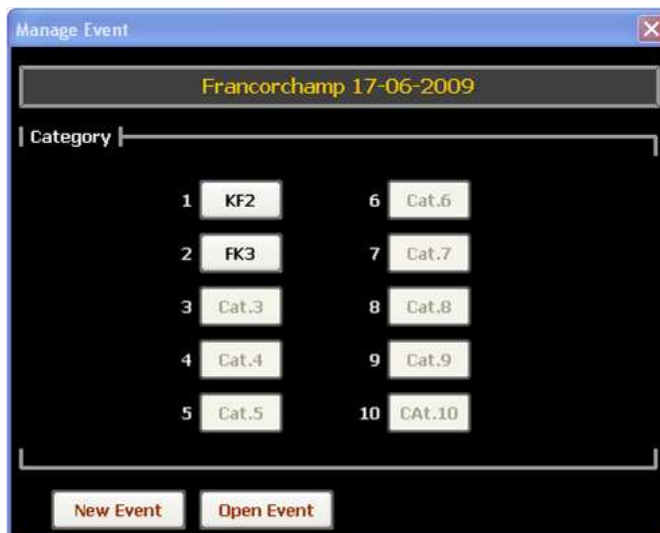 Manage Event
Francorchamp 17-06-2009
Category
1 KF2 6 Cat.6
2 FK3 7 Cat.7
3 Cat.3 8 Cat.8
4 Cat.4 9 Cat.9
5 Cat.5 10 CAt.10
New Event Open Event